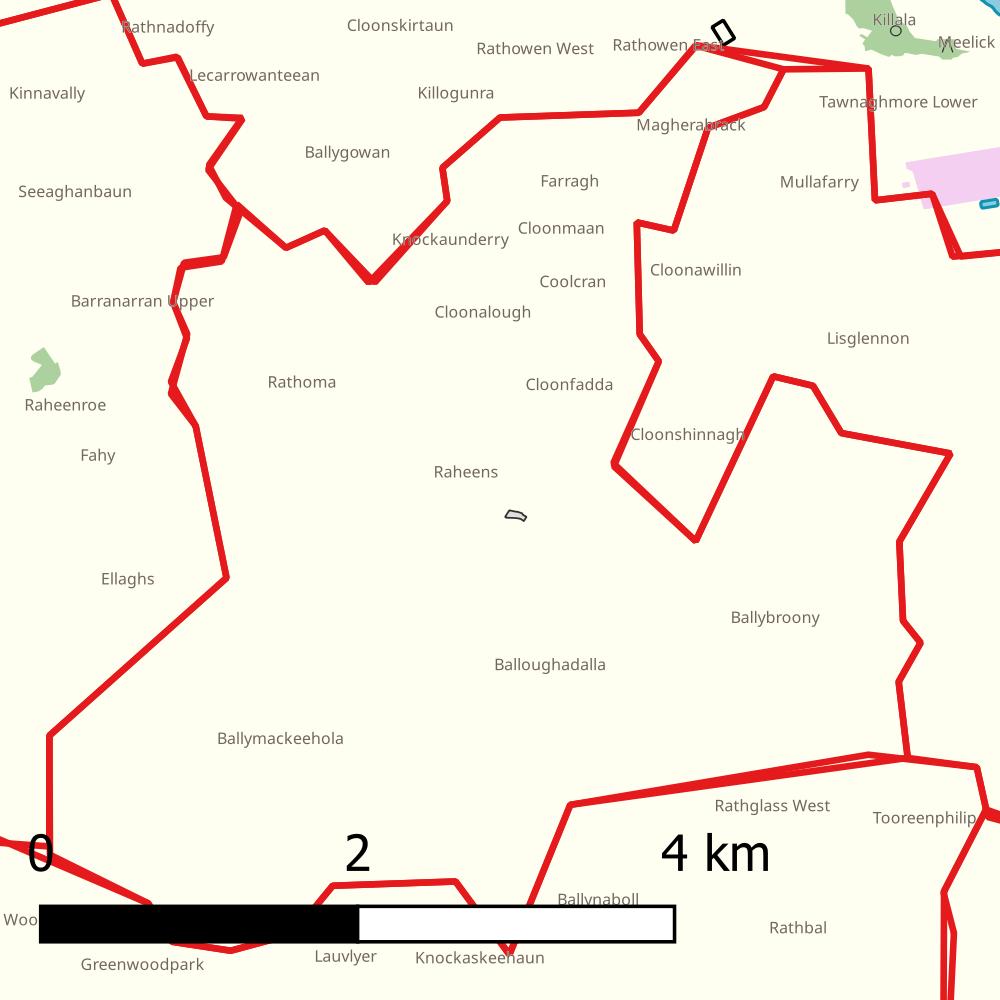 Killala
Rathnadoffy
Cloonskirtaun
Meelick
Rathowen East
Rathowen West
Lecarrowanteean
Kinnavally
Killogunra
Tawnaghmore Lower
Magherabrack
Ballygowan
Farragh
Mullafarry
Seeaghanbaun
Cloonmaan
Knockaunderry
Cloonawillin
Coolcran
Barranarran Upper
Cloonalough
Lisglennon
Rathoma
Cloonfadda
Raheenroe
Cloonshinnagh
Fahy
Raheens
Ellaghs
Ballybroony
Balloughadalla
Ballymackeehola
Rathglass West
Tooreenphilip
0 2 4 km
Ballynaboll
Woo
Rathbal
Lauvlyer
Knockaskeehaun
Greenwoodpark